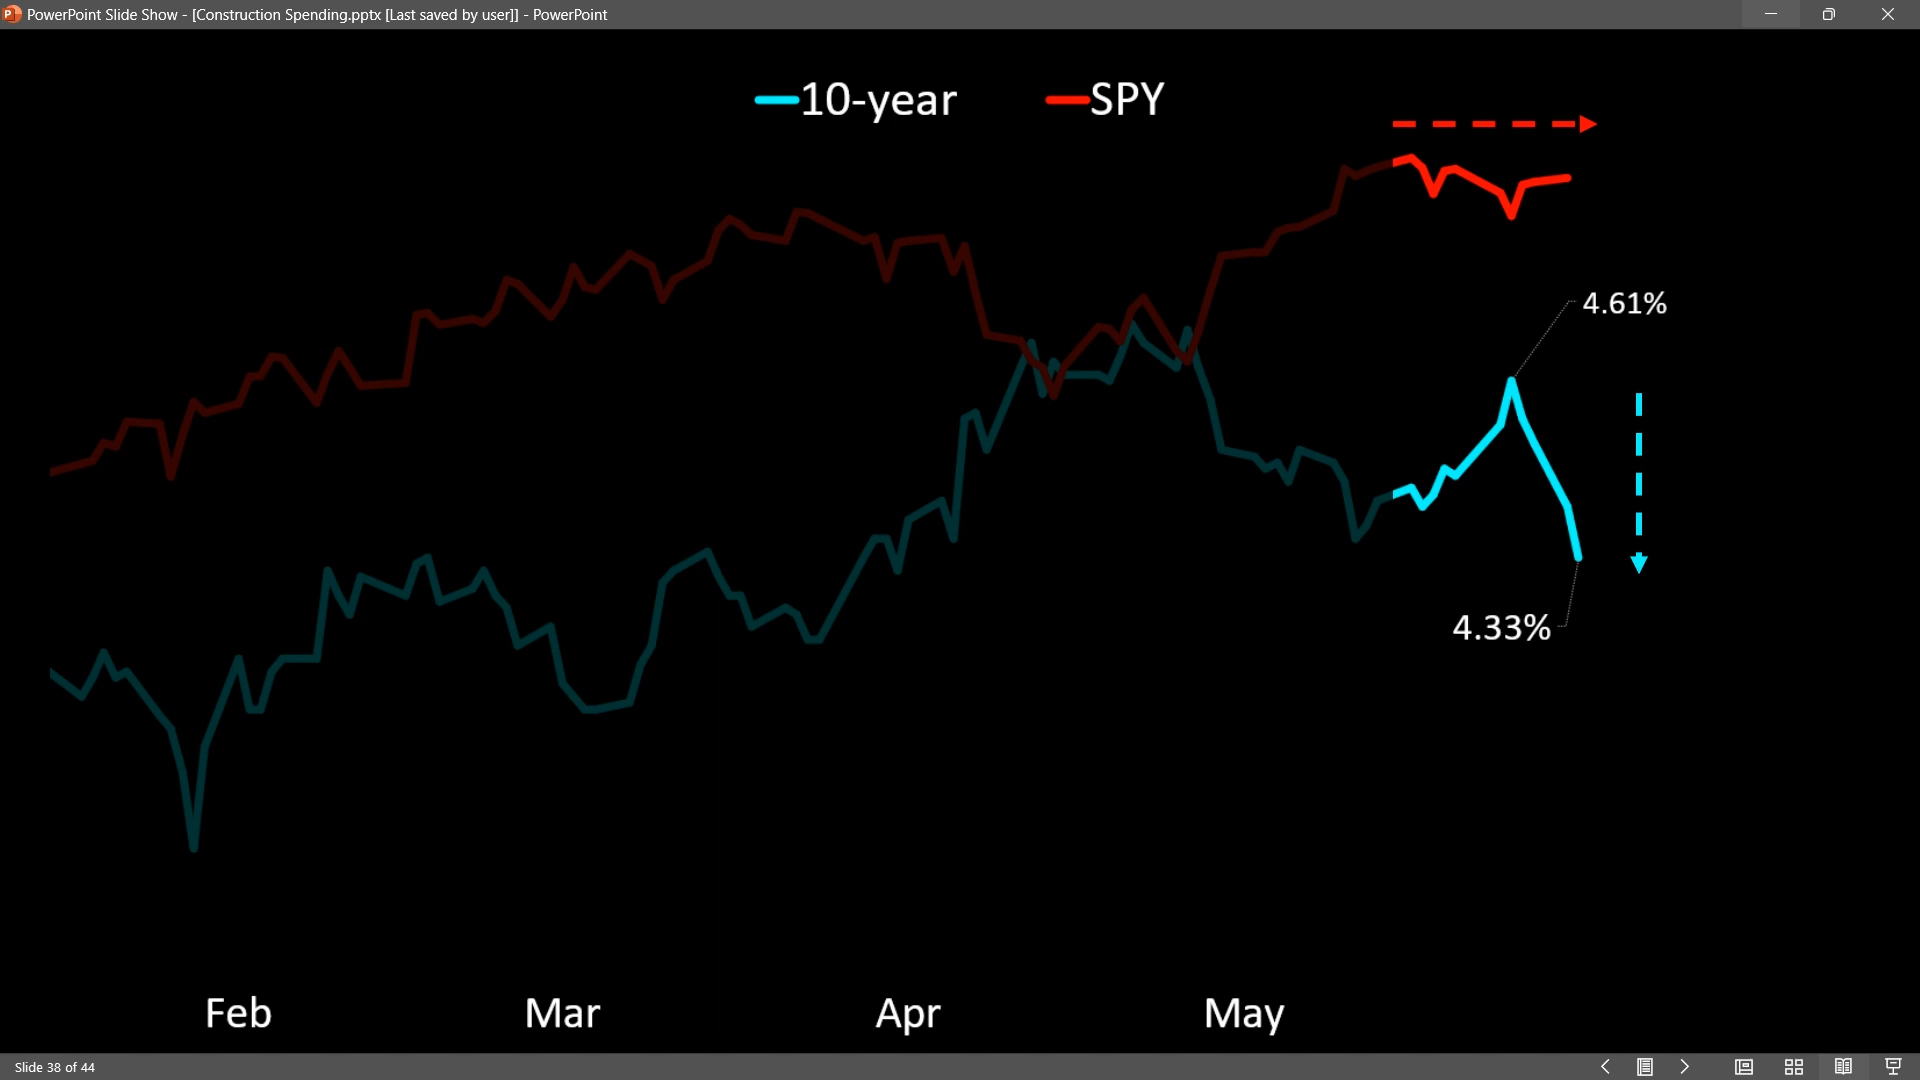 PowerPoint Slide Show - [Construction Spending.pptx [Last saved by user]] - PowerPoint
10-year SPY
4.61%
4.33%
Feb Mar Apr May
Slide 38 of 44